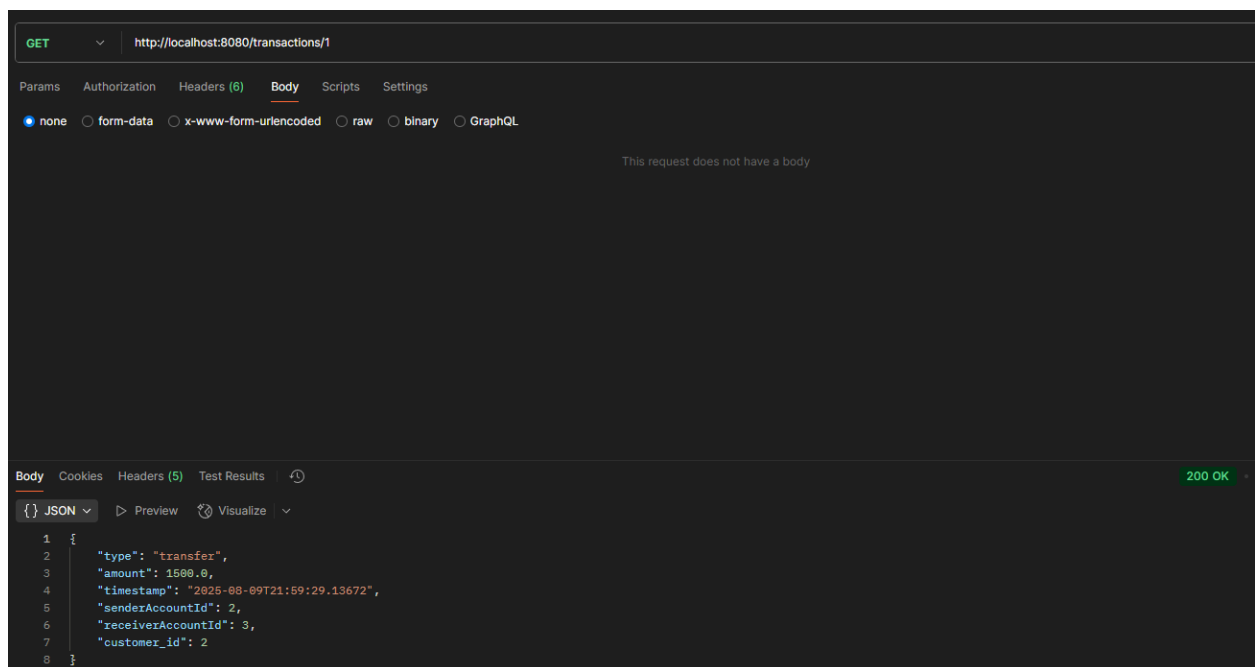 GET http://localhost:8080/transactions/1
Params Authorization Headers (6) Body Scripts Settings
none form-data x-www-form-urlencoded raw binary GraphQL
This request does not have a body
Body Cookies Headers (5) Test Results 200 OK
{} JSON Preview Visualize
1 {
2 "type": "transfer",
3 "amount": 1500.0,
4 "timestamp": "2025-08-09T21:59:29.13672",
5 "senderAccountId": 2,
6 "receiverAccountId": 3,
7 "customer_id": 2
8 }